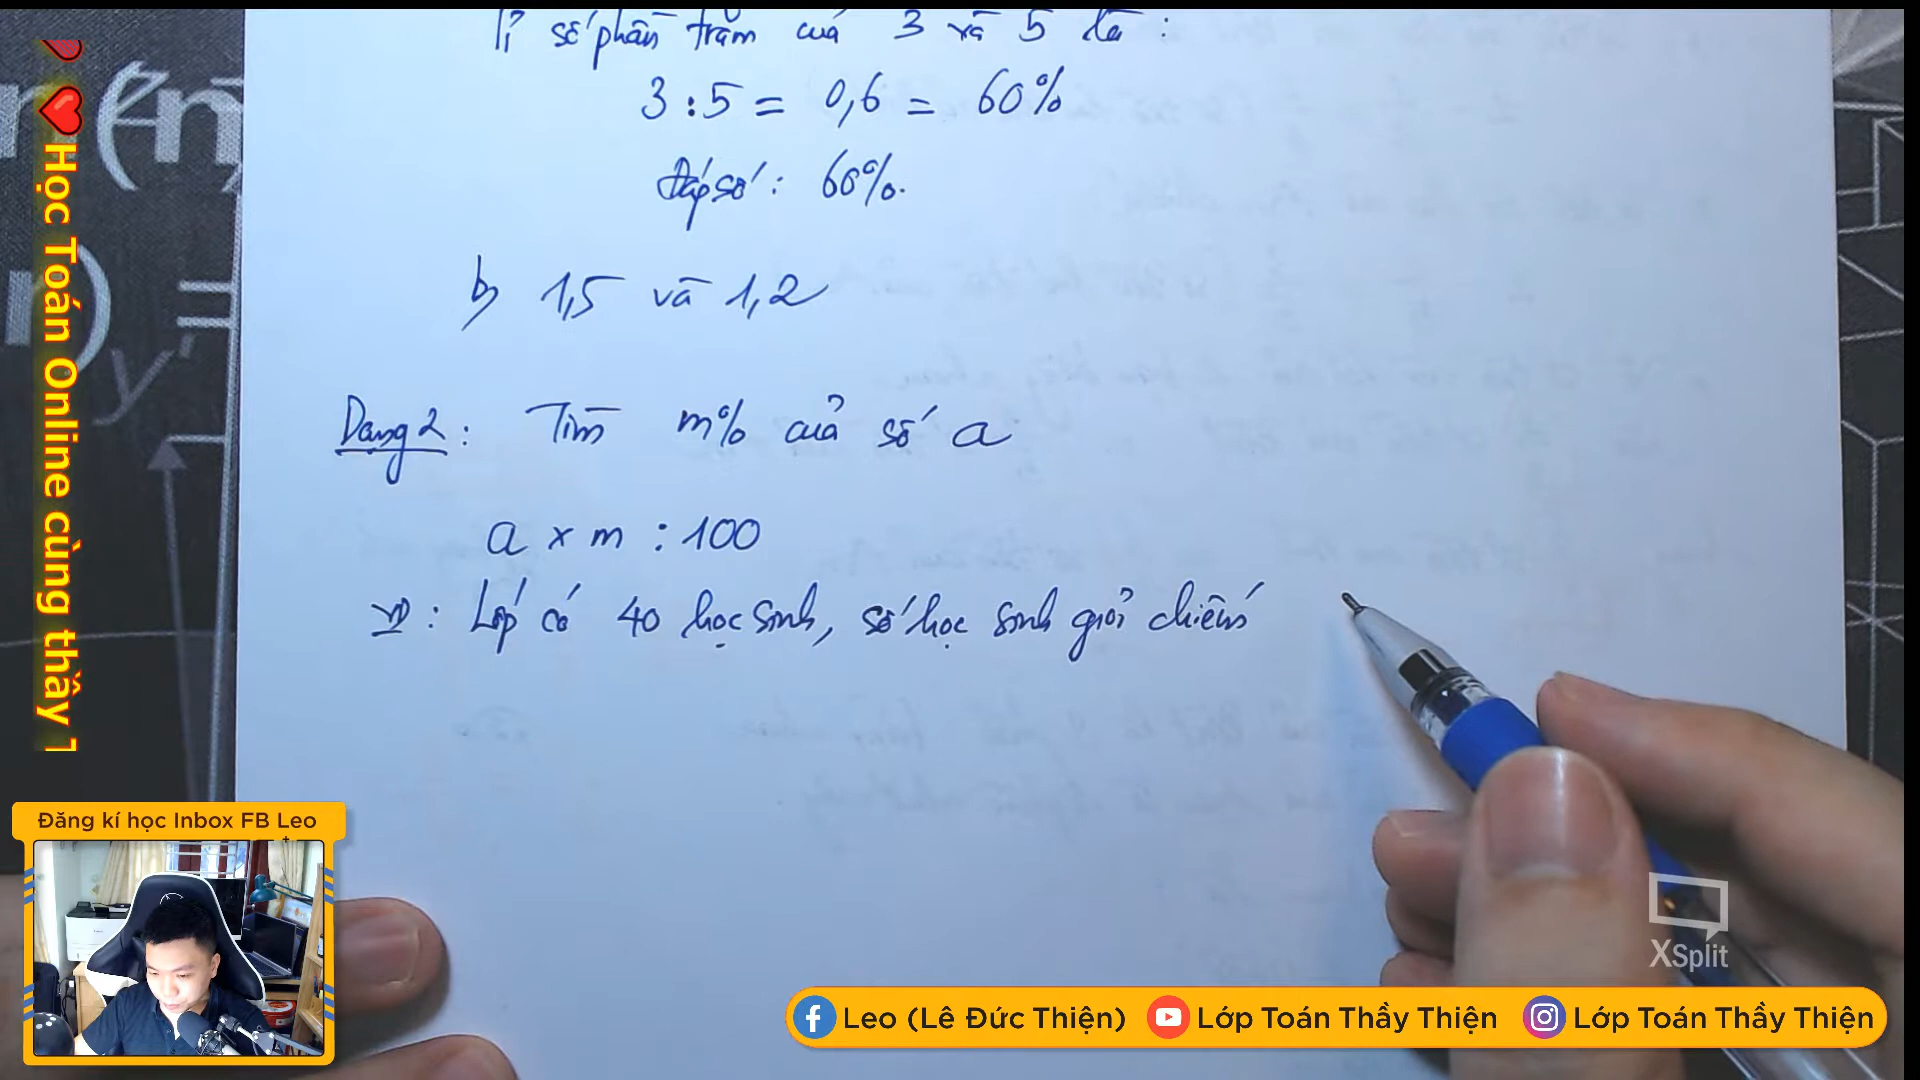 Tỉ số phần trăm của 3 và 5 là :
3 : 5 = 0,6 = 60%
Đáp số : 60%.
b) 1,5 và 1,2
Dạng 2 : Tìm m% của số a
a x m : 100
VD : Lớp có 40 học sinh, số học sinh giỏi chiếm
Học Toán Online cùng thầy T
Đăng kí học Inbox FB Leo
XSplit
Leo (Lê Đức Thiện) Lớp Toán Thầy Thiện Lớp Toán Thầy Thiện